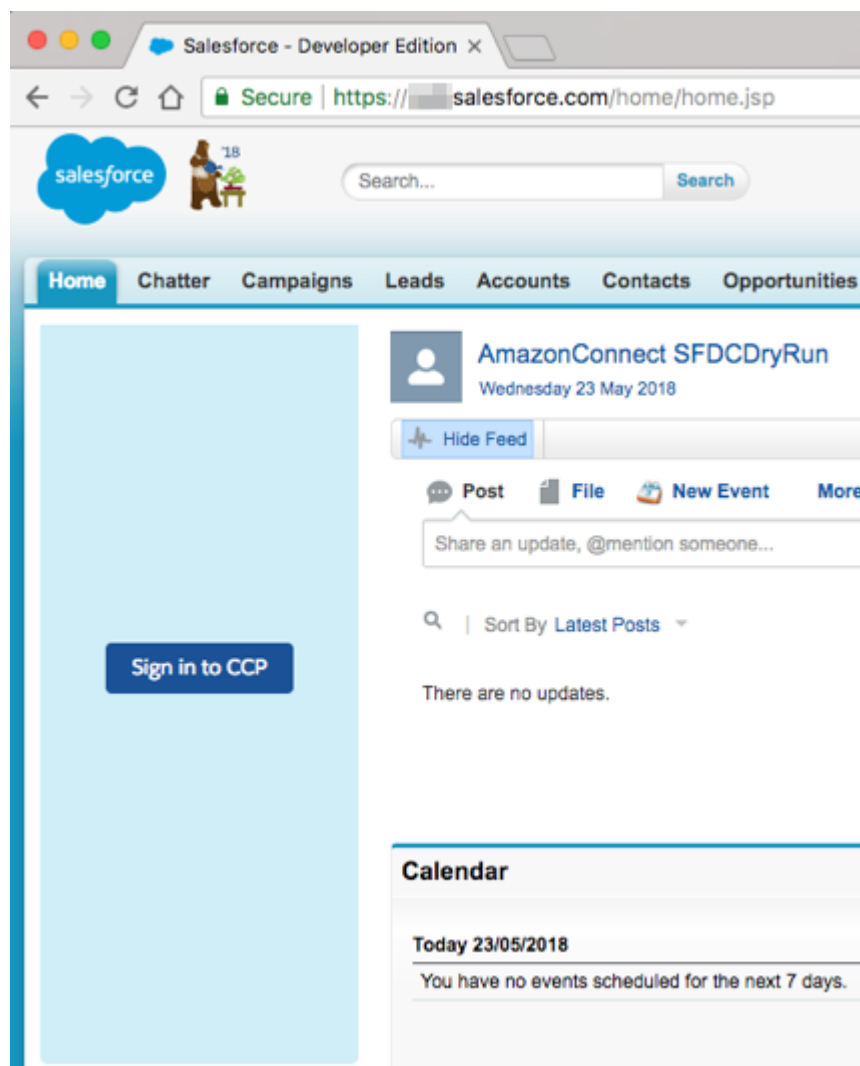 Salesforce - Developer Edition
Secure | https://
salesforce.com/home/home.jsp
salesforce
'18
Search...
Search
Home Chatter Campaigns Leads Accounts Contacts Opportunities
AmazonConnect SFDCDryRun
Wednesday 23 May 2018
Hide Feed
Post File New Event More
Share an update, @mention someone...
Sort By Latest Posts
Sign in to CCP
There are no updates.
Calendar
Today 23/05/2018
You have no events scheduled for the next 7 days.